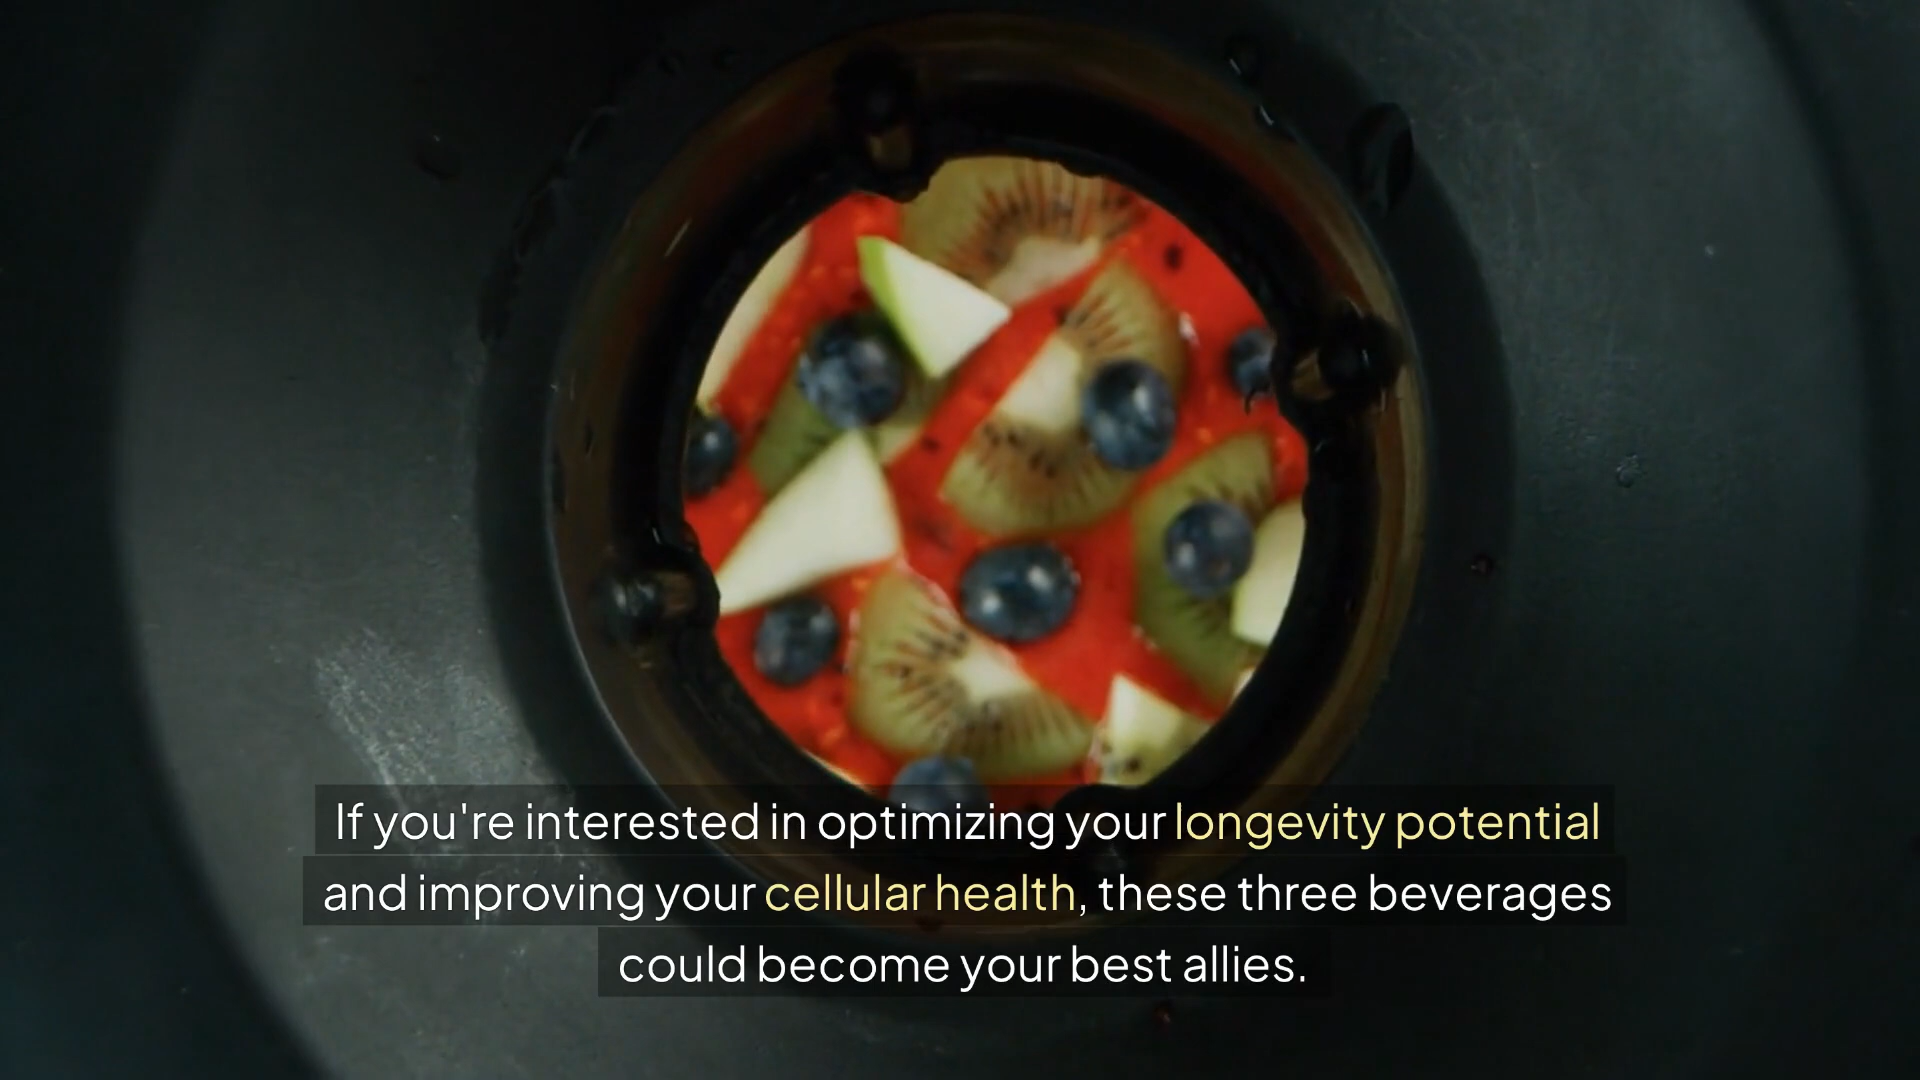 If you're interested in optimizing your longevity potential
and improving your cellular health, these three beverages
could become your best allies.